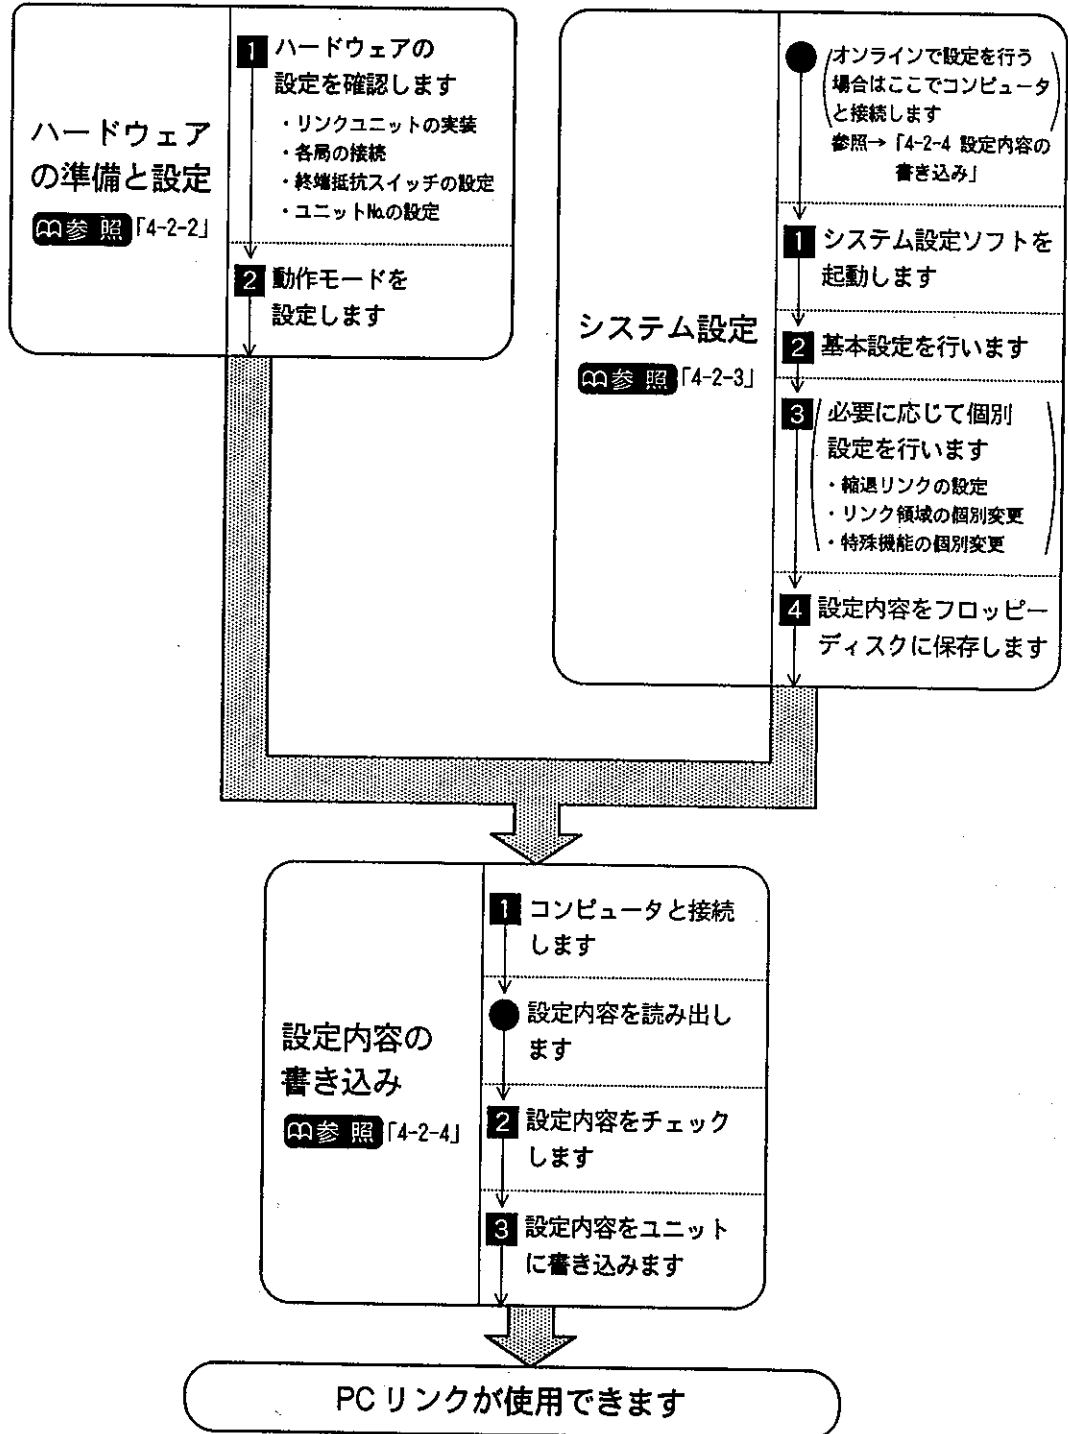 ハードウェア
の準備と設定
参照「4-2-2」
1 ハードウェアの
設定を確認します
・リンクユニットの実装
・各局の接続
・終端抵抗スイッチの設定
・ユニット№の設定
2 動作モードを
設定します
システム設定
参照「4-2-3」
オンラインで設定を行う
場合はここでコンピュータ
と接続します
参照→「4-2-4 設定内容の
書き込み」
1 システム設定ソフトを
起動します
2 基本設定を行います
3 必要に応じて個別
設定を行います
・縮退リンクの設定
・リンク領域の個別変更
・特殊機能の個別変更
4 設定内容をフロッピー
ディスクに保存します
設定内容の
書き込み
参照「4-2-4」
1 コンピュータと接続
します
設定内容を読み出し
ます
2 設定内容をチェック
します
3 設定内容をユニット
に書き込みます
PCリンクが使用できます